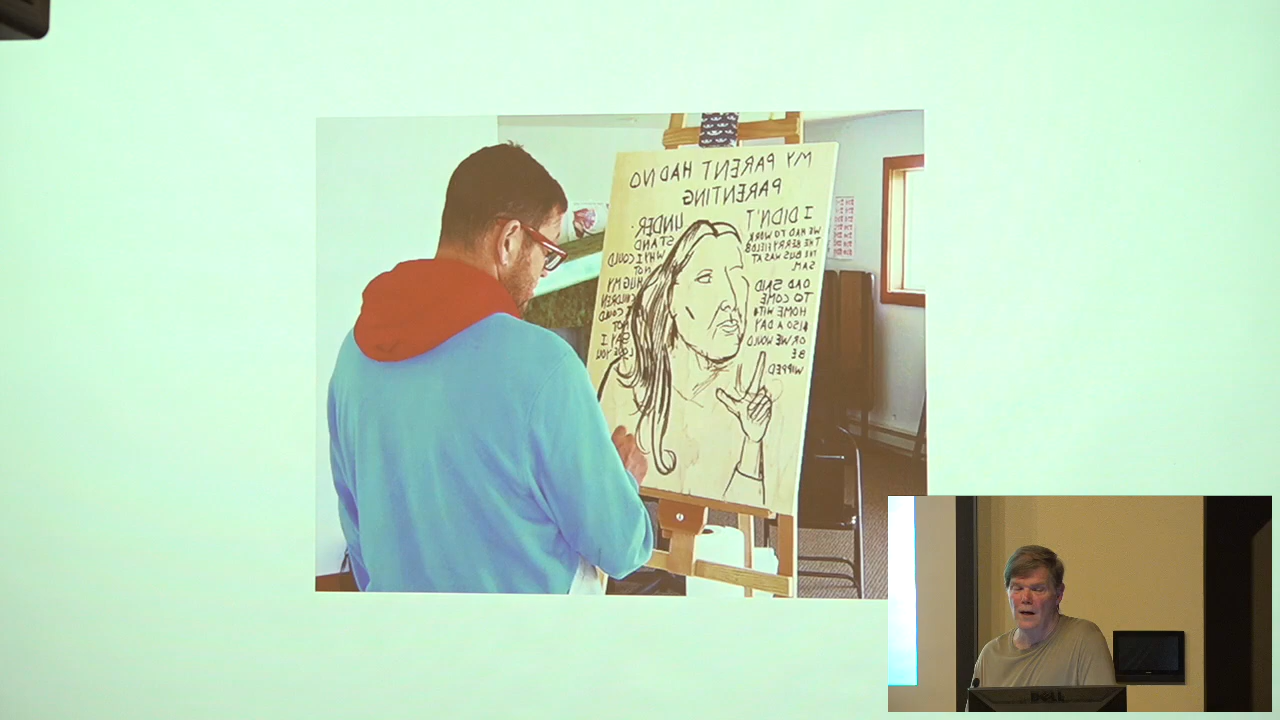 MY PARENT HAD NO
PARENTING
I DIDN'T
WE HAD TO WORK
THE BERRY FIELDS
THE BUS WAS AT
5AM
DAD SAID
TO COME
HOME WITH
A DAY
OR WE WOULD
BE
WIPPED
UNDER-
STAND
WHY I COULD
NOT
HUG MY
CHILDREN
I COULD
NOT
SAY I
LOVE YOU
DELL